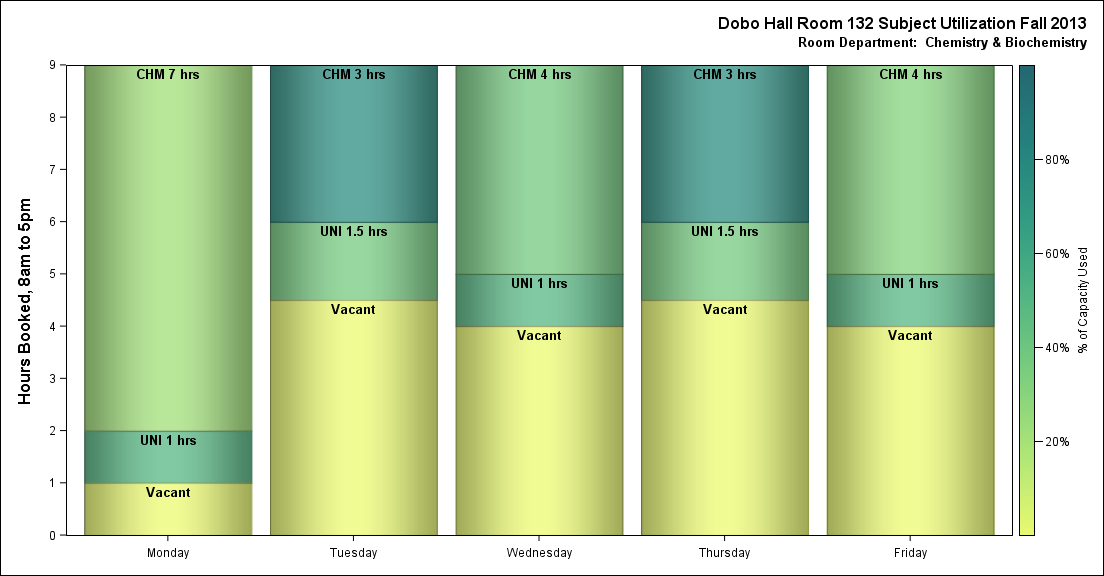 Dobo Hall Room 132 Subject Utilization Fall 2013
Room Department:  Chemistry & Biochemistry
Hours Booked, 8am to 5pm
9
8
7
6
5
4
3
2
1
0
CHM 7 hrs
UNI 1 hrs
Vacant
CHM 3 hrs
UNI 1.5 hrs
Vacant
CHM 4 hrs
UNI 1 hrs
Vacant
CHM 3 hrs
UNI 1.5 hrs
Vacant
CHM 4 hrs
UNI 1 hrs
Vacant
Monday
Tuesday
Wednesday
Thursday
Friday
80%
60%
40%
20%
% of Capacity Used